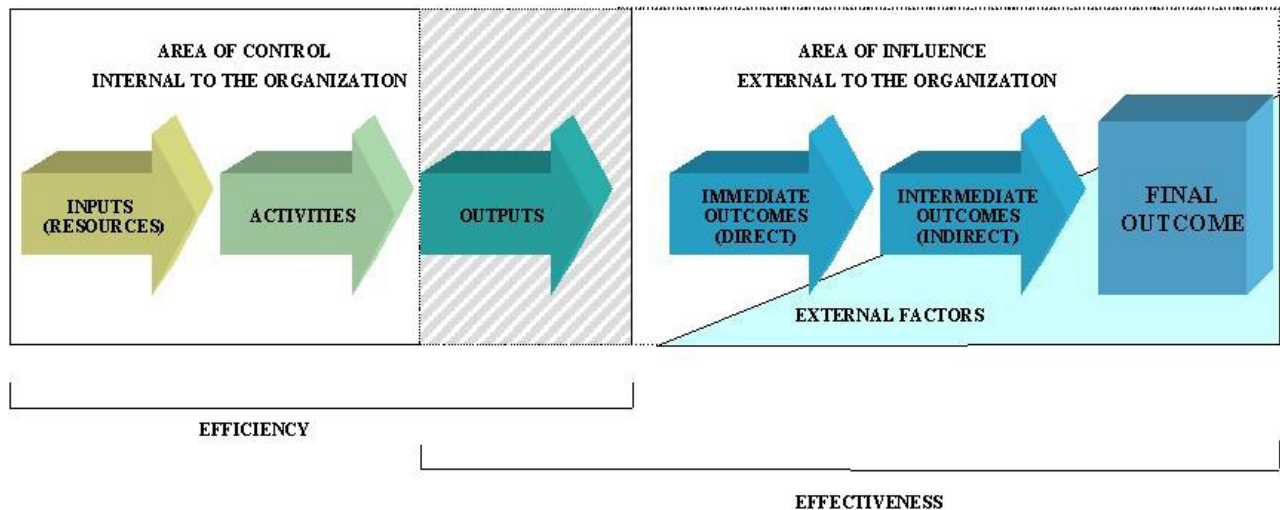 AREA OF CONTROL
INTERNAL TO THE ORGANIZATION
AREA OF INFLUENCE
EXTERNAL TO THE ORGANIZATION
INPUTS
(RESOURCES)
ACTIVITIES
OUTPUTS
IMMEDIATE
OUTCOMES
(DIRECT)
INTERMEDIATE
OUTCOMES
(INDIRECT)
FINAL
OUTCOME
EXTERNAL FACTORS
EFFICIENCY
EFFECTIVENESS